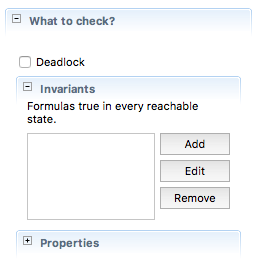 What to check?
Deadlock
Invariants
Formulas true in every reachable
state.
Add
Edit
Remove
Properties